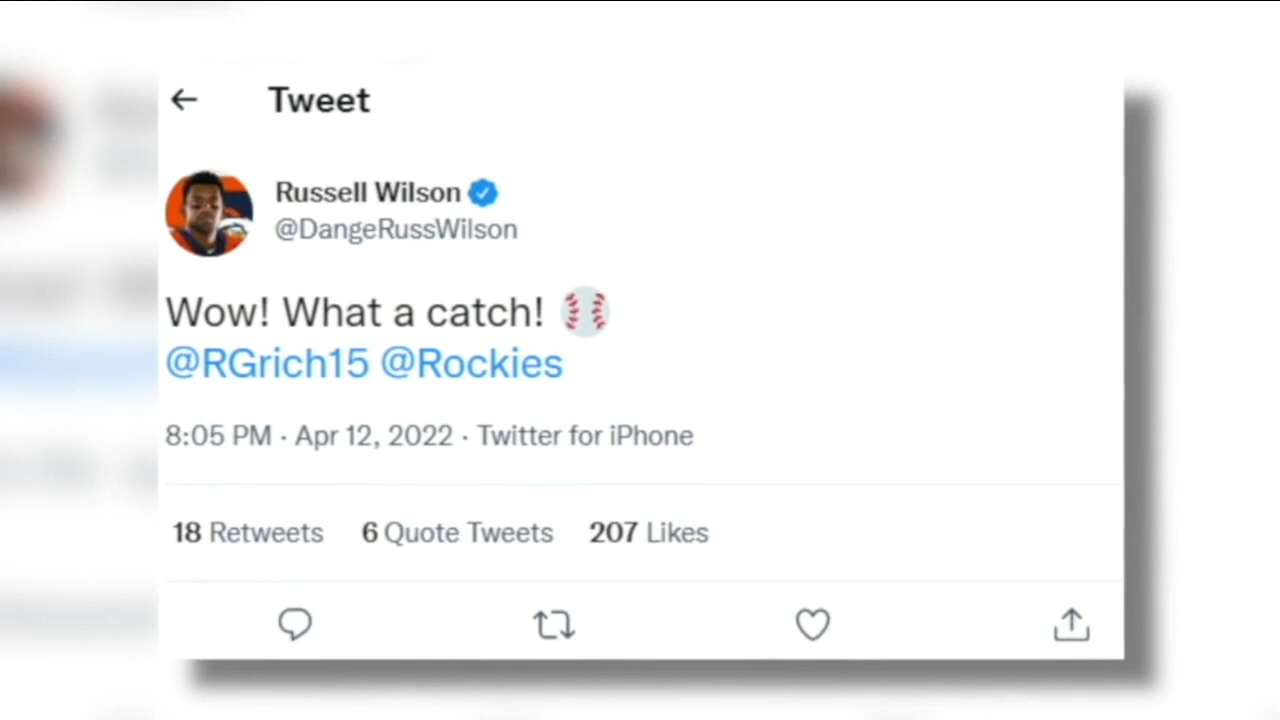 Tweet
Russell Wilson
@DangeRussWilson
Wow! What a catch! ⚾
@RGrich15 @Rockies
8:05 PM · Apr 12, 2022 · Twitter for iPhone
18 Retweets 6 Quote Tweets 207 Likes